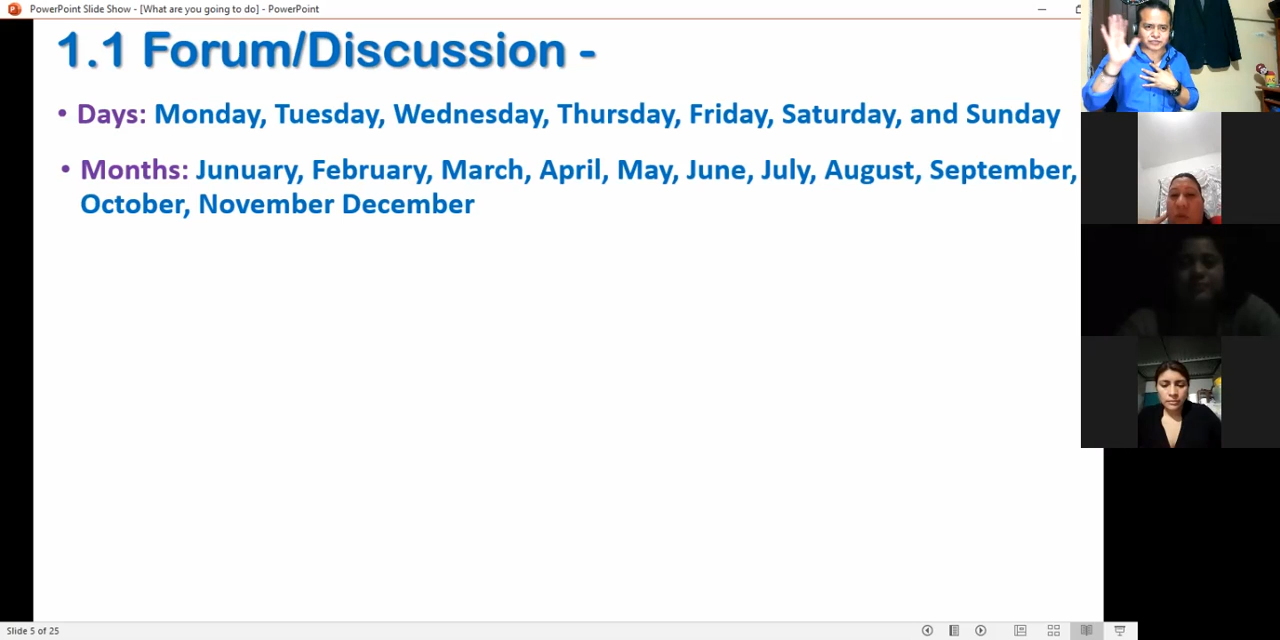 PowerPoint Slide Show - [What are you going to do] - PowerPoint
1.1 Forum/Discussion -
• Days: Monday, Tuesday, Wednesday, Thursday, Friday, Saturday, and Sunday
• Months: Junuary, February, March, April, May, June, July, August, September,
October, November December
Slide 5 of 25